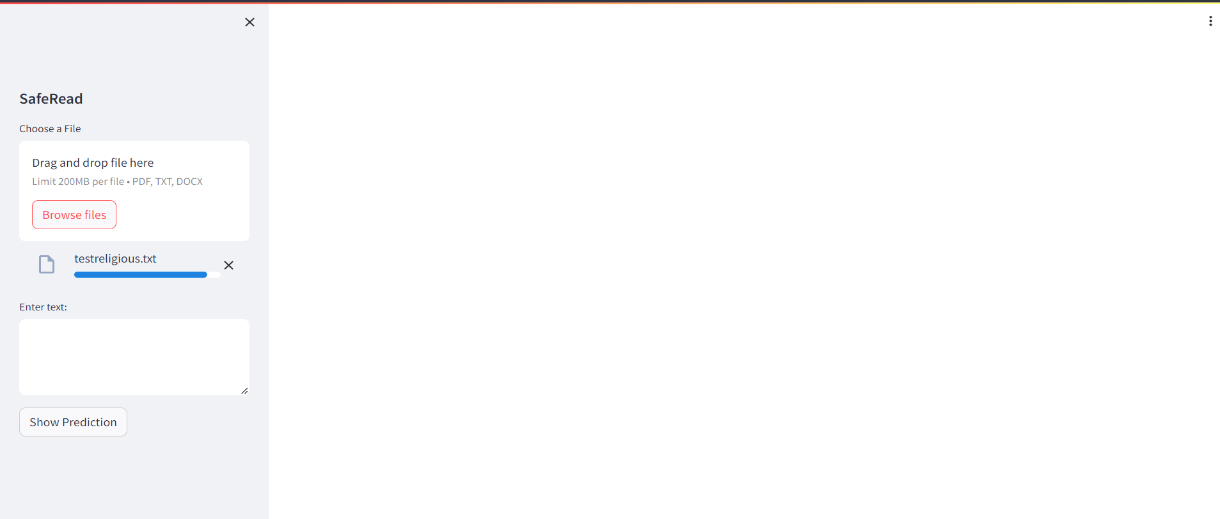 SafeRead
Choose a File
Drag and drop file here
Limit 200MB per file • PDF, TXT, DOCX
Browse files
testreligious.txt
Enter text:
Show Prediction